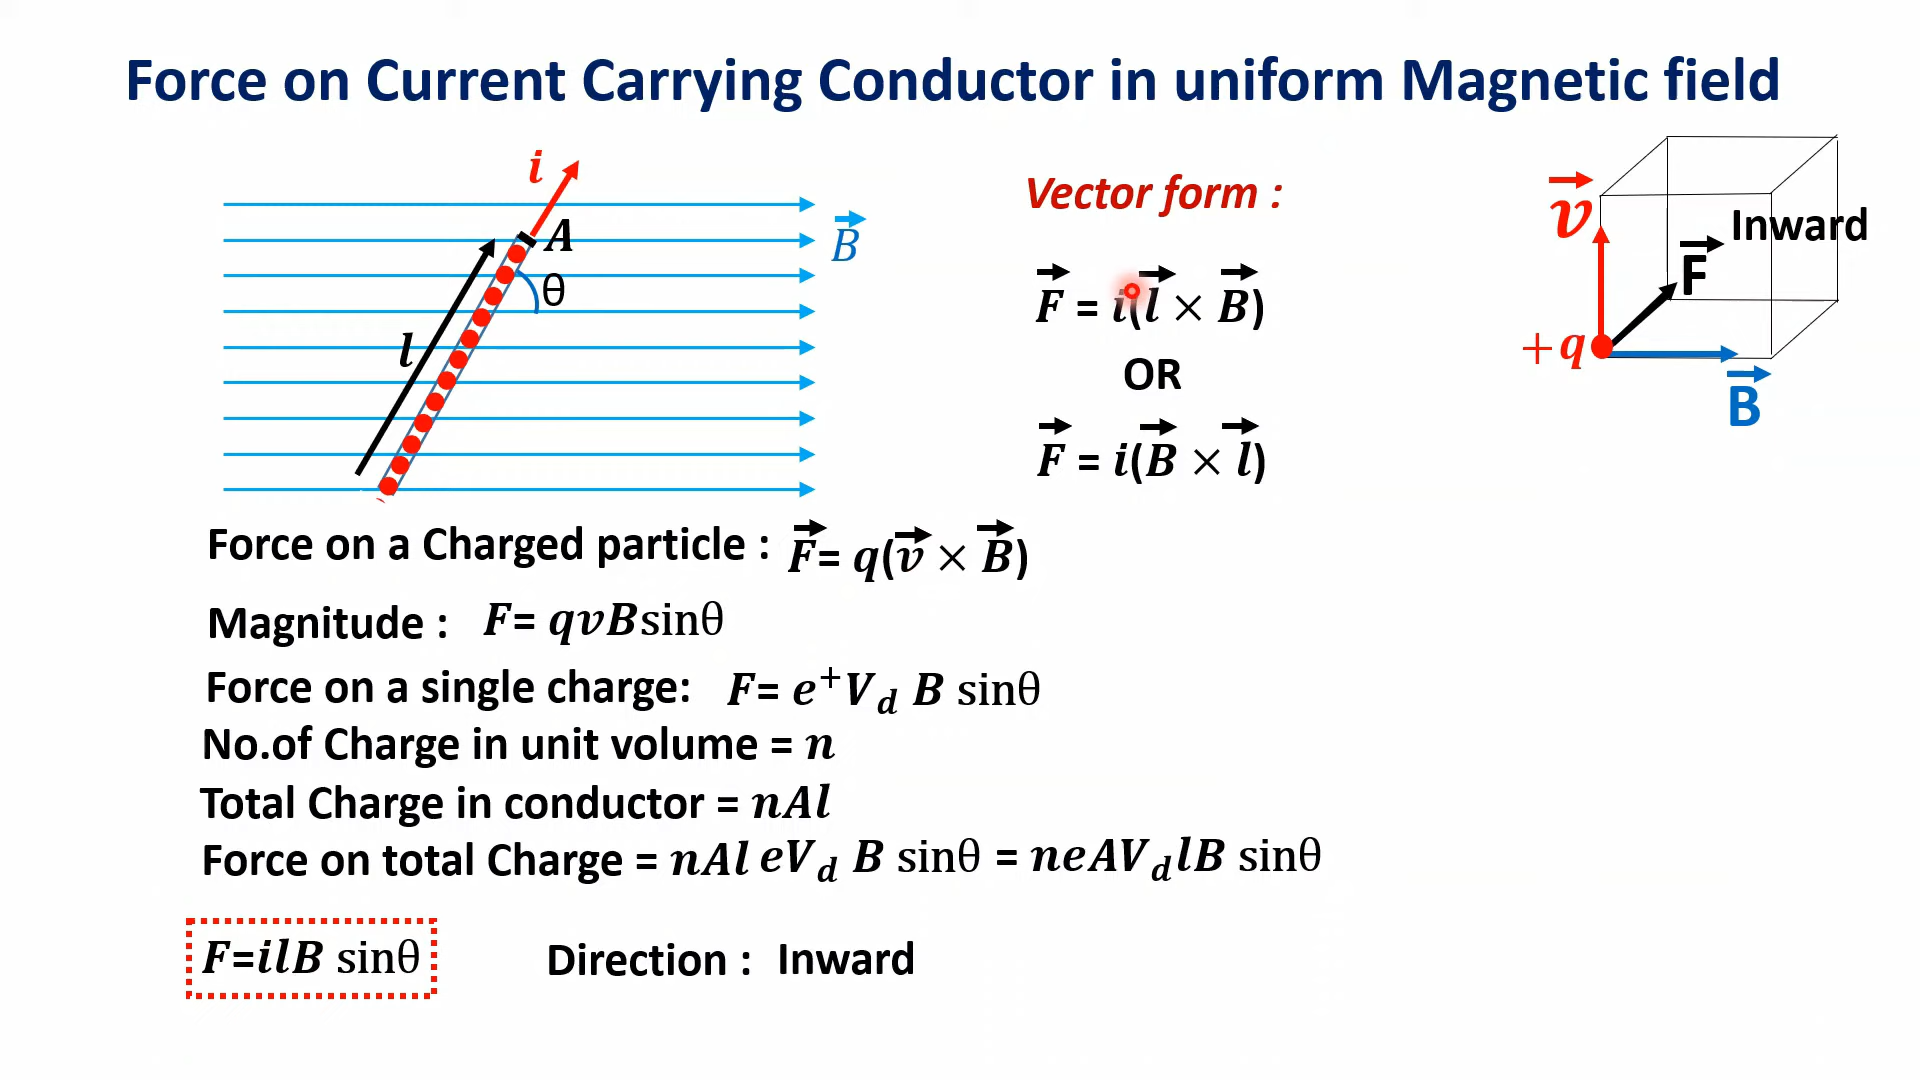 Force on Current Carrying Conductor in uniform Magnetic field
i
A
θ
l
B⃗
Vector form :
F⃗ = i(l⃗ × B⃗)
OR
F⃗ = i(B⃗ × l⃗)
v⃗
Inward
F⃗
+q
B⃗
Force on a Charged particle : F⃗= q(v⃗ × B⃗)
Magnitude : F= qvBsinθ
Force on a single charge: F= e⁺V_d B sinθ
No.of Charge in unit volume = n
Total Charge in conductor = nAl
Force on total Charge = nAl eV_d B sinθ = neAV_dlB sinθ
F=ilB sinθ
Direction : Inward